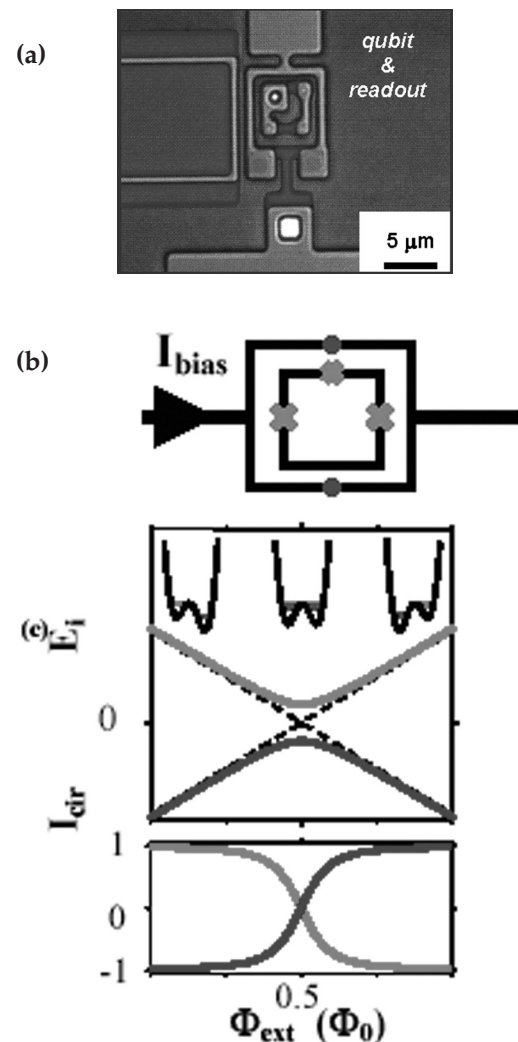 (a)
qubit
&
readout
5 µm
(b)
I_bias
(c)
E_i
0
I_cir
1
0
-1
0.5
Φ_ext (Φ_0)